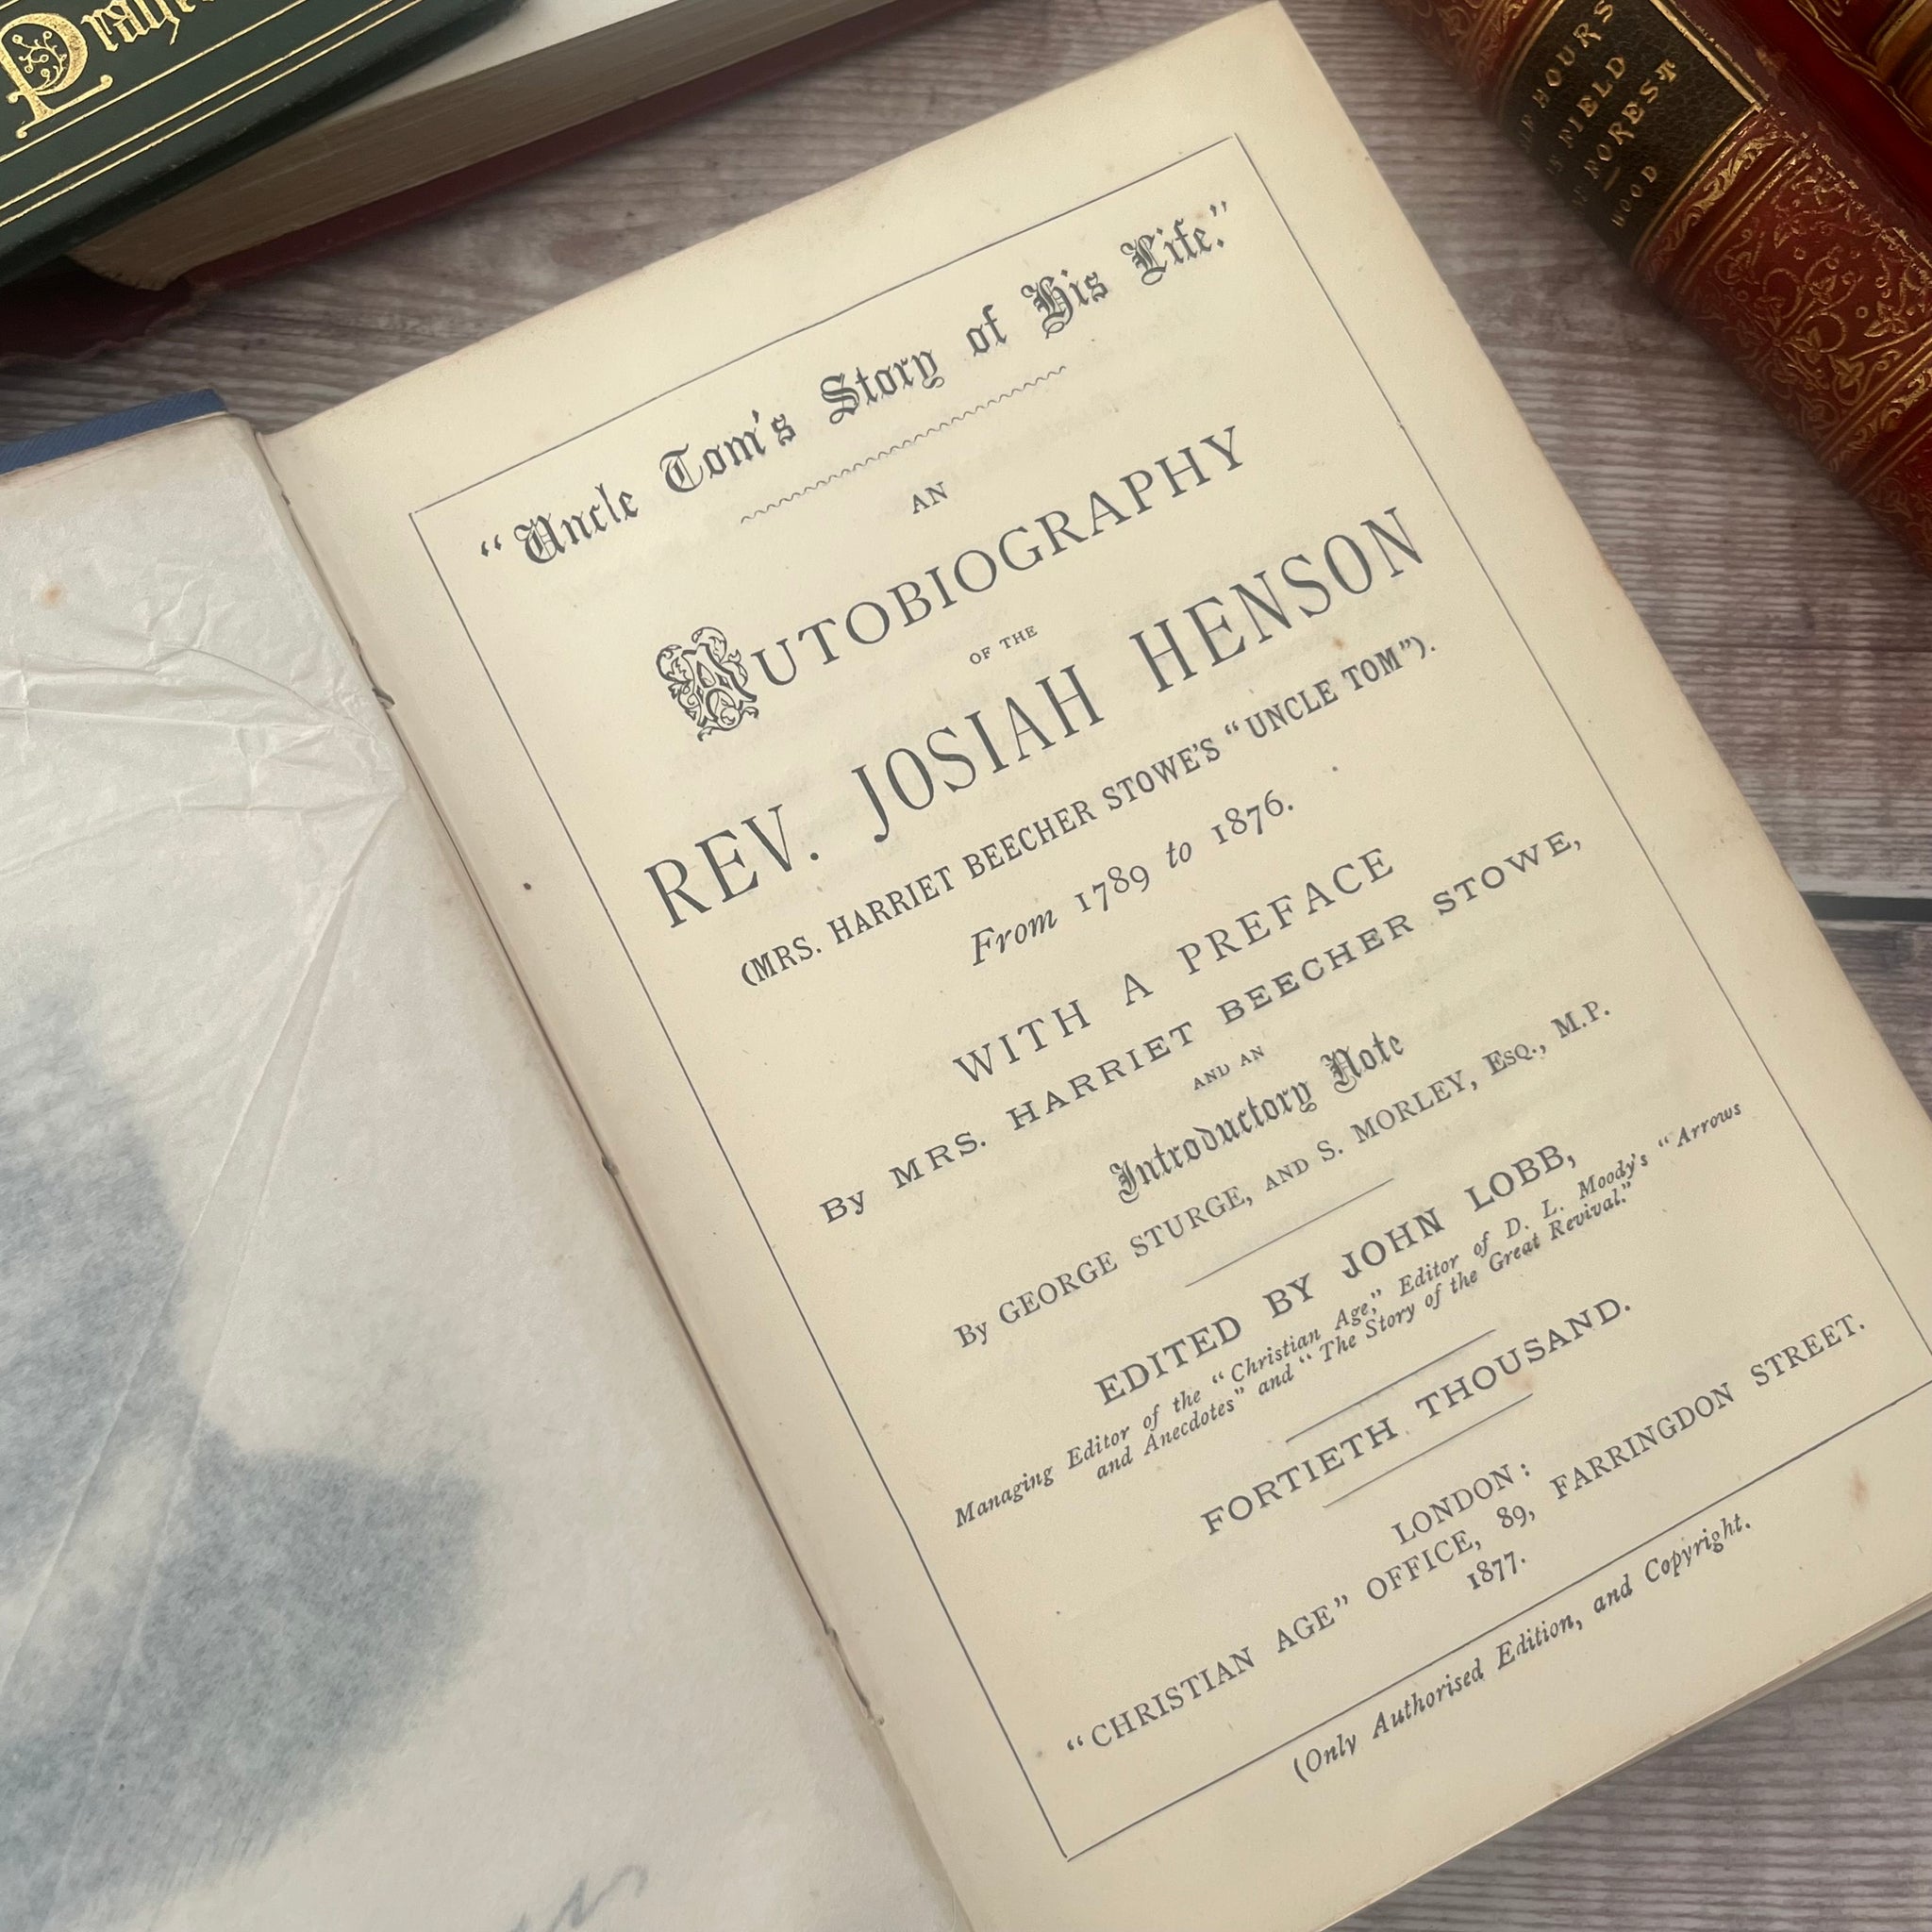 "Uncle Tom's Story of His Life."
AN
AUTOBIOGRAPHY
OF THE
REV. JOSIAH HENSON
(MRS. HARRIET BEECHER STOWE'S "UNCLE TOM").
From 1789 to 1876.
WITH A PREFACE
By MRS. HARRIET BEECHER STOWE,
AND AN
Introductory Note
By GEORGE STURGE, AND S. MORLEY, ESQ., M.P.
EDITED BY JOHN LOBB,
Managing Editor of the "Christian Age," Editor of D. L. Moody's, "Arrows
and Anecdotes" and "The Story of the Great Revival."
FORTIETH THOUSAND.
LONDON:
"CHRISTIAN AGE" OFFICE, 89, FARRINGDON STREET.
1877.
(Only Authorised Edition, and Copyright.
HOURS
FIELD
FOREST
WOOD